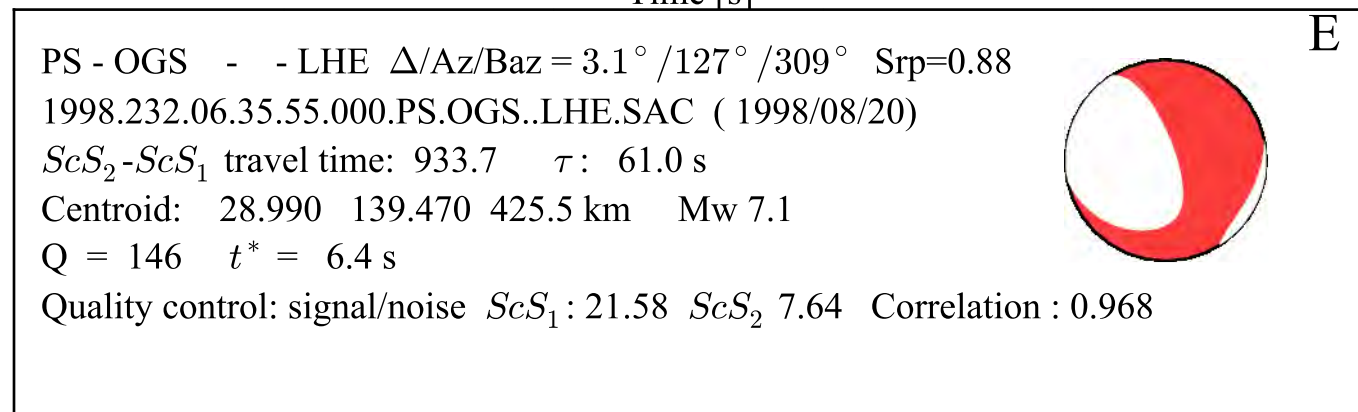 Time [s]
E
PS - OGS - - LHE Δ/Az/Baz = 3.1° /127° /309° Srp=0.88
1998.232.06.35.55.000.PS.OGS..LHE.SAC ( 1998/08/20)
ScS₂-ScS₁ travel time: 933.7 τ : 61.0 s
Centroid: 28.990 139.470 425.5 km Mw 7.1
Q = 146 t* = 6.4 s
Quality control: signal/noise ScS₁ : 21.58 ScS₂ 7.64 Correlation : 0.968